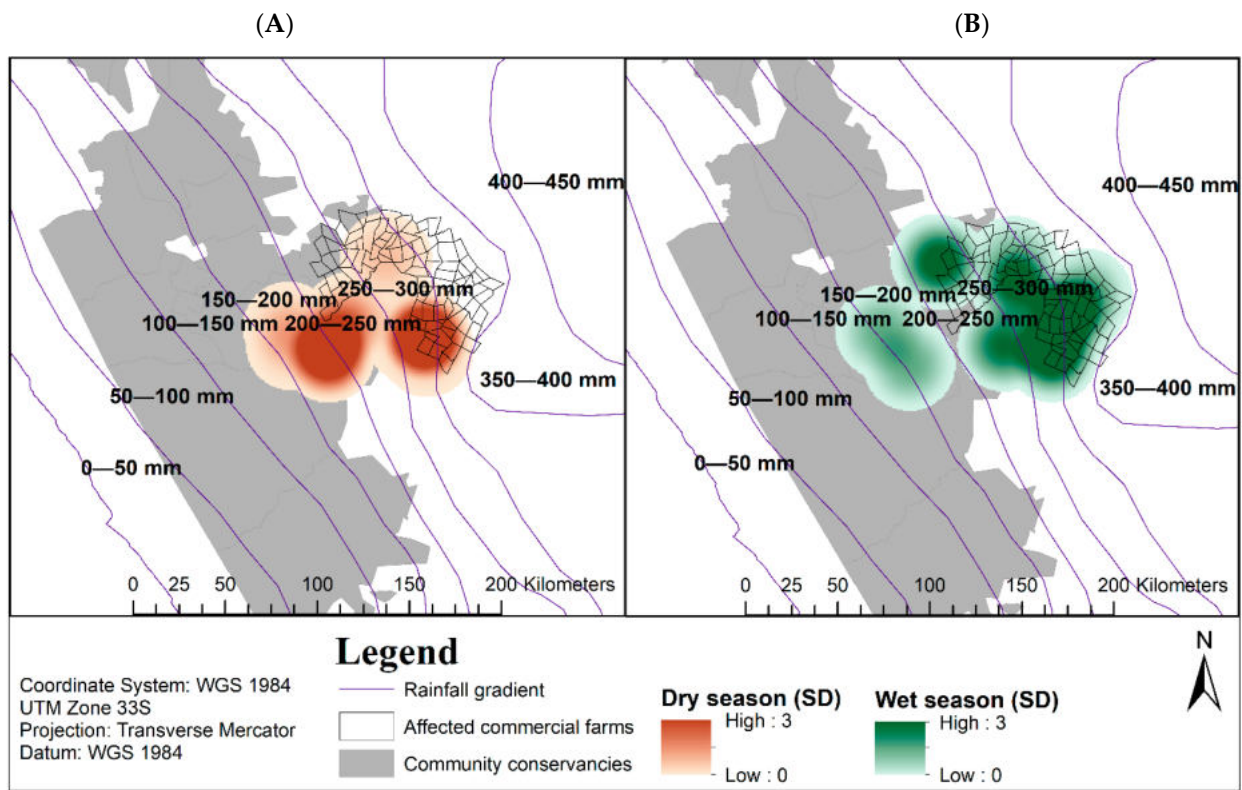 (A)
(B)
400—450 mm
250—300 mm
150—200 mm
100—150 mm 200—250 mm
350—400 mm
50—100 mm
0—50 mm
0 25 50 100 150 200 Kilometers
400—450 mm
250—300 mm
150—200 mm
100—150 mm 200—250 mm
350—400 mm
50—100 mm
0—50 mm
0 25 50 100 150 200 Kilometers
Coordinate System: WGS 1984
UTM Zone 33S
Projection: Transverse Mercator
Datum: WGS 1984
Legend
Rainfall gradient
Affected commercial farms
Community conservancies
Dry season (SD)
High : 3
Low : 0
Wet season (SD)
High : 3
Low : 0
N